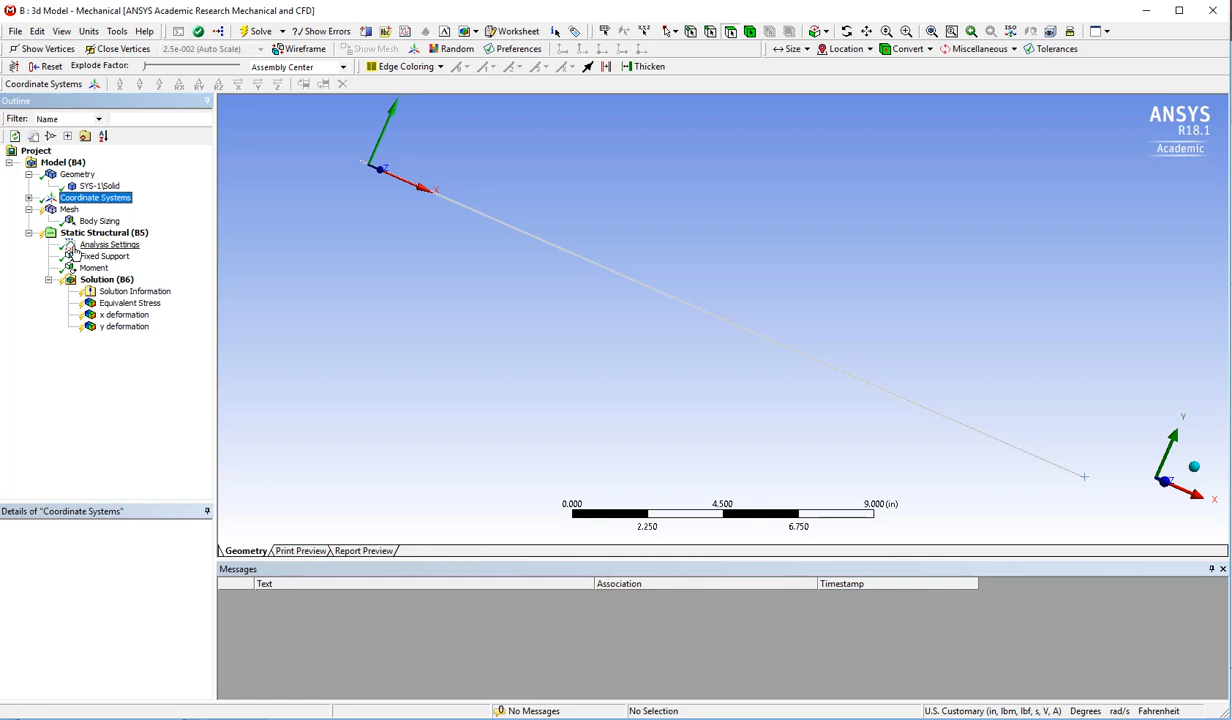 B : 3d Model - Mechanical [ANSYS Academic Research Mechanical and CFD]
File Edit View Units Tools Help Solve Show Errors Worksheet
Show Vertices Close Vertices 2.5e-002 (Auto Scale) Wireframe Show Mesh Random Preferences Size Location Convert Miscellaneous Tolerances
Reset Explode Factor: Assembly Center Edge Coloring Thicken
Coordinate Systems X Y Z RX RY RZ X Y Z
Outline
Filter: Name
Project
Model (B4)
Geometry
SYS-1\Solid
Coordinate Systems
Mesh
Body Sizing
Static Structural (B5)
Analysis Settings
Fixed Support
Moment
Solution (B6)
Solution Information
Equivalent Stress
x deformation
y deformation
Details of "Coordinate Systems"
ANSYS
R18.1
Academic
Z X
Y
Z X
0.000 4.500 9.000 (in)
2.250 6.750
Geometry Print Preview Report Preview
Messages
Text Association Timestamp
0 No Messages No Selection U.S. Customary (in, lbm, lbf, s, V, A) Degrees rad/s Fahrenheit